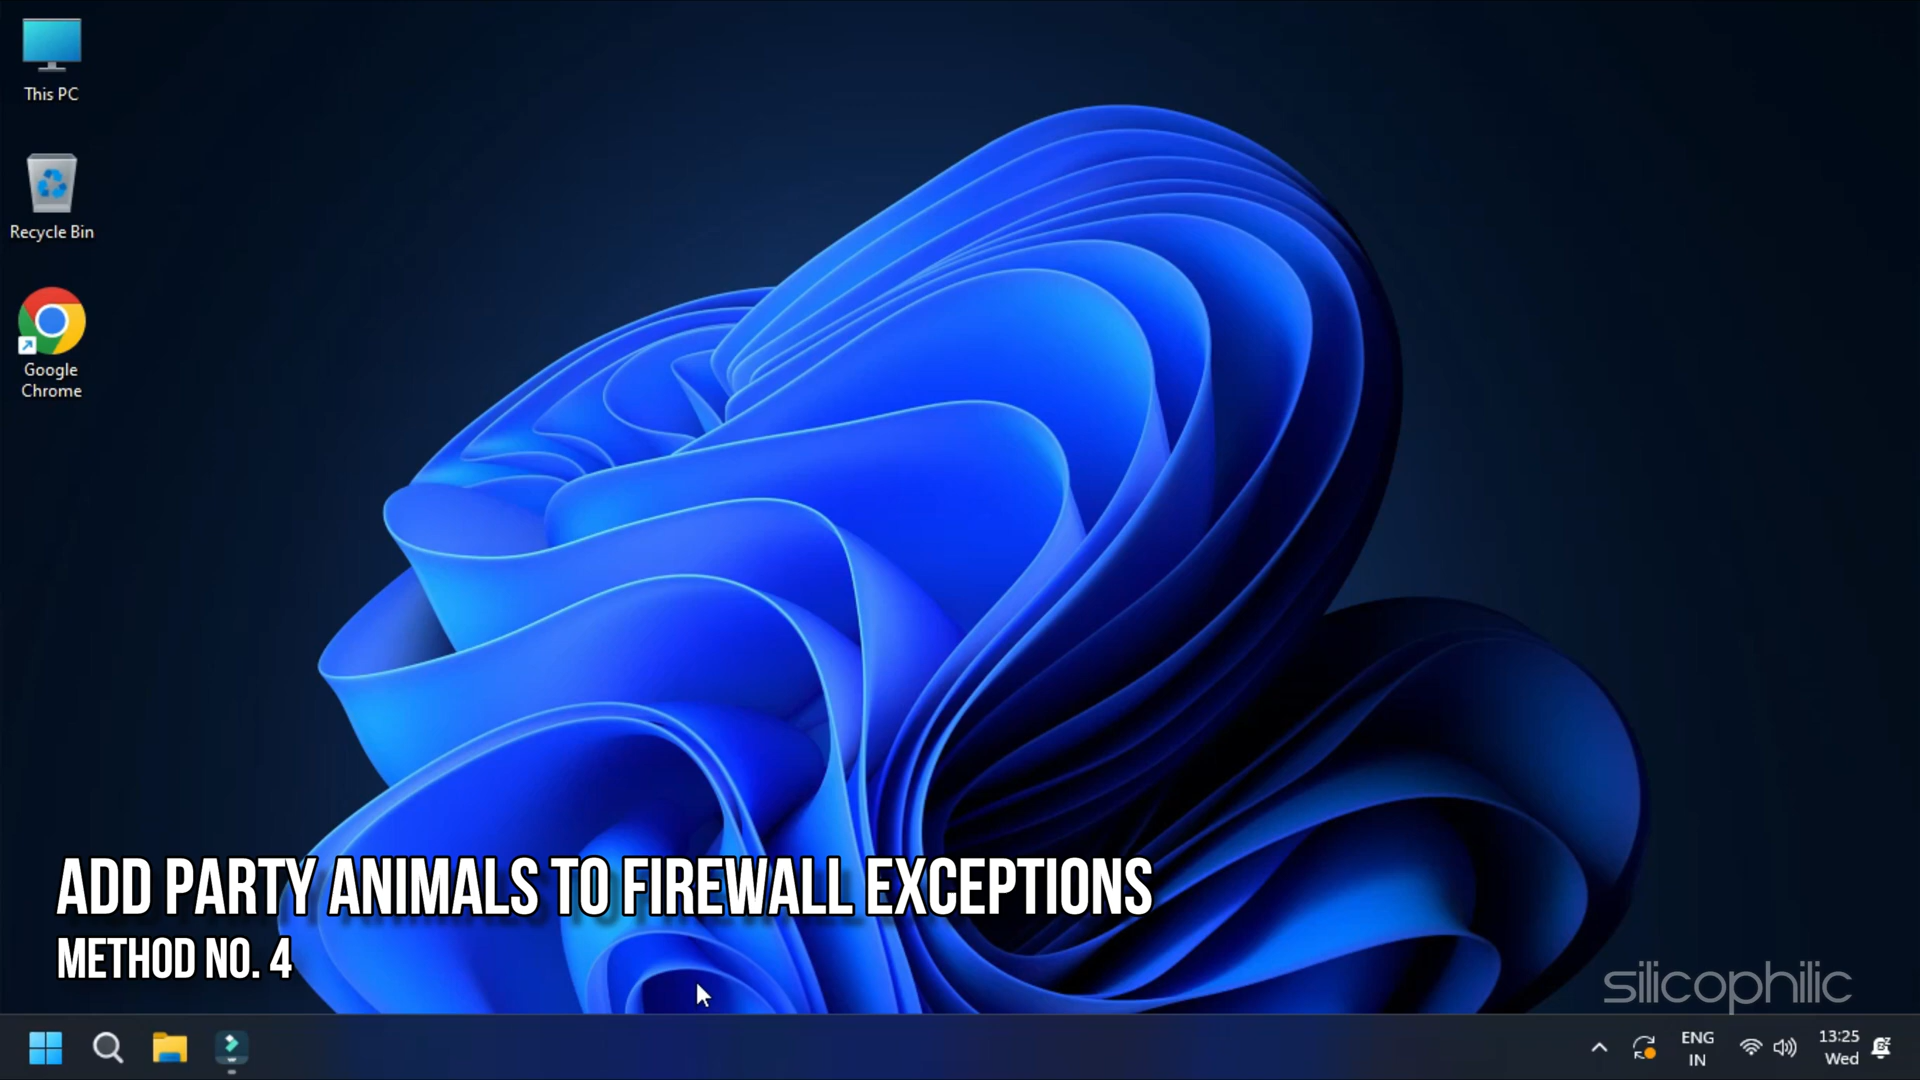 This PC
Recycle Bin
Google
Chrome
ADD PARTY ANIMALS TO FIREWALL EXCEPTIONS
METHOD NO. 4
silicophilic
ENG
IN
13:25
Wed